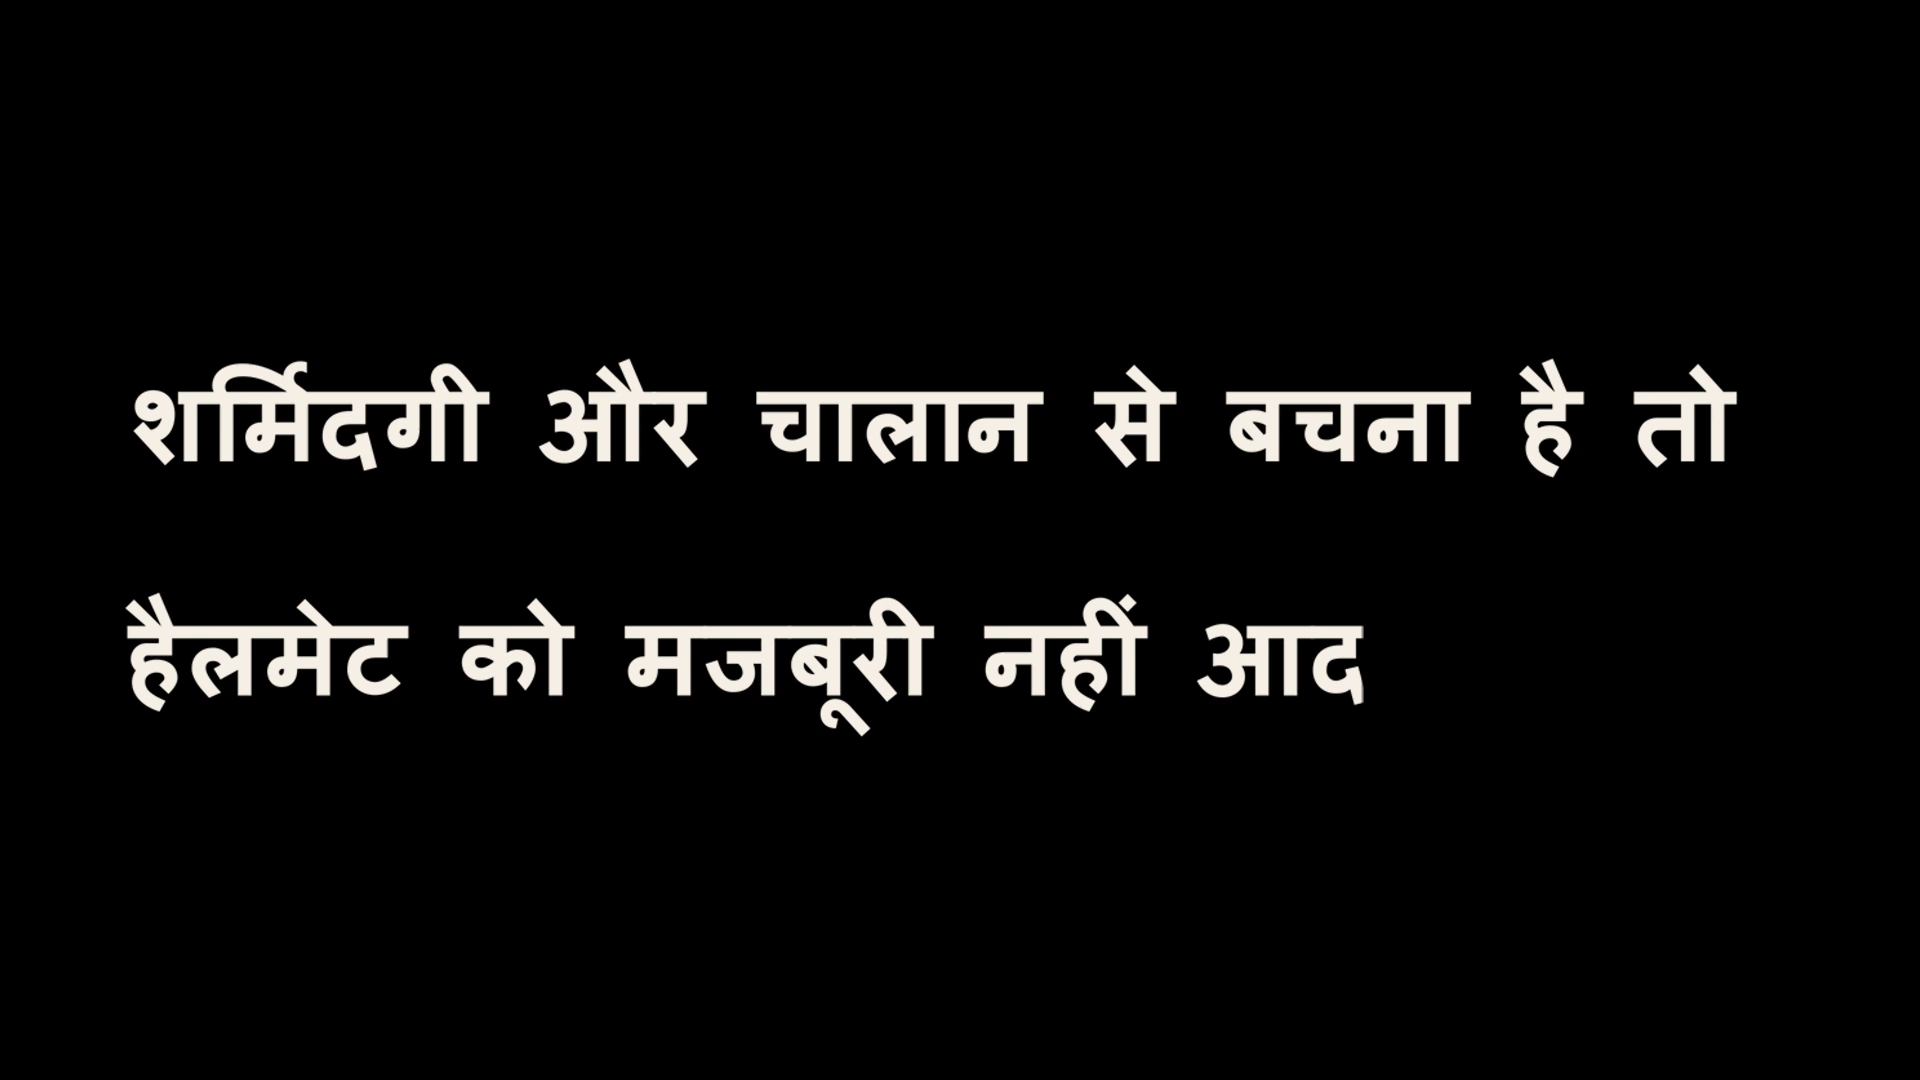 शर्मिदगी और चालान से बचना है तो
हैलमेट को मजबूरी नहीं आद